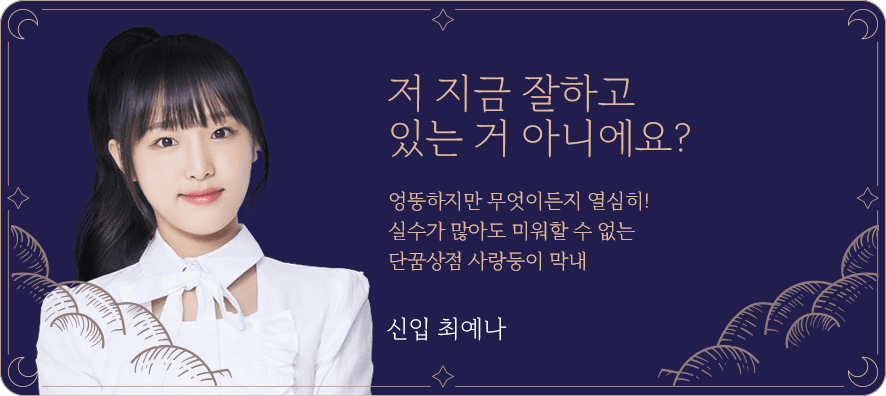 저 지금 잘하고
있는 거 아니에요?
엉뚱하지만 무엇이든지 열심히!
실수가 많아도 미워할 수 없는
단꿈상점 사랑둥이 막내
신입 최예나